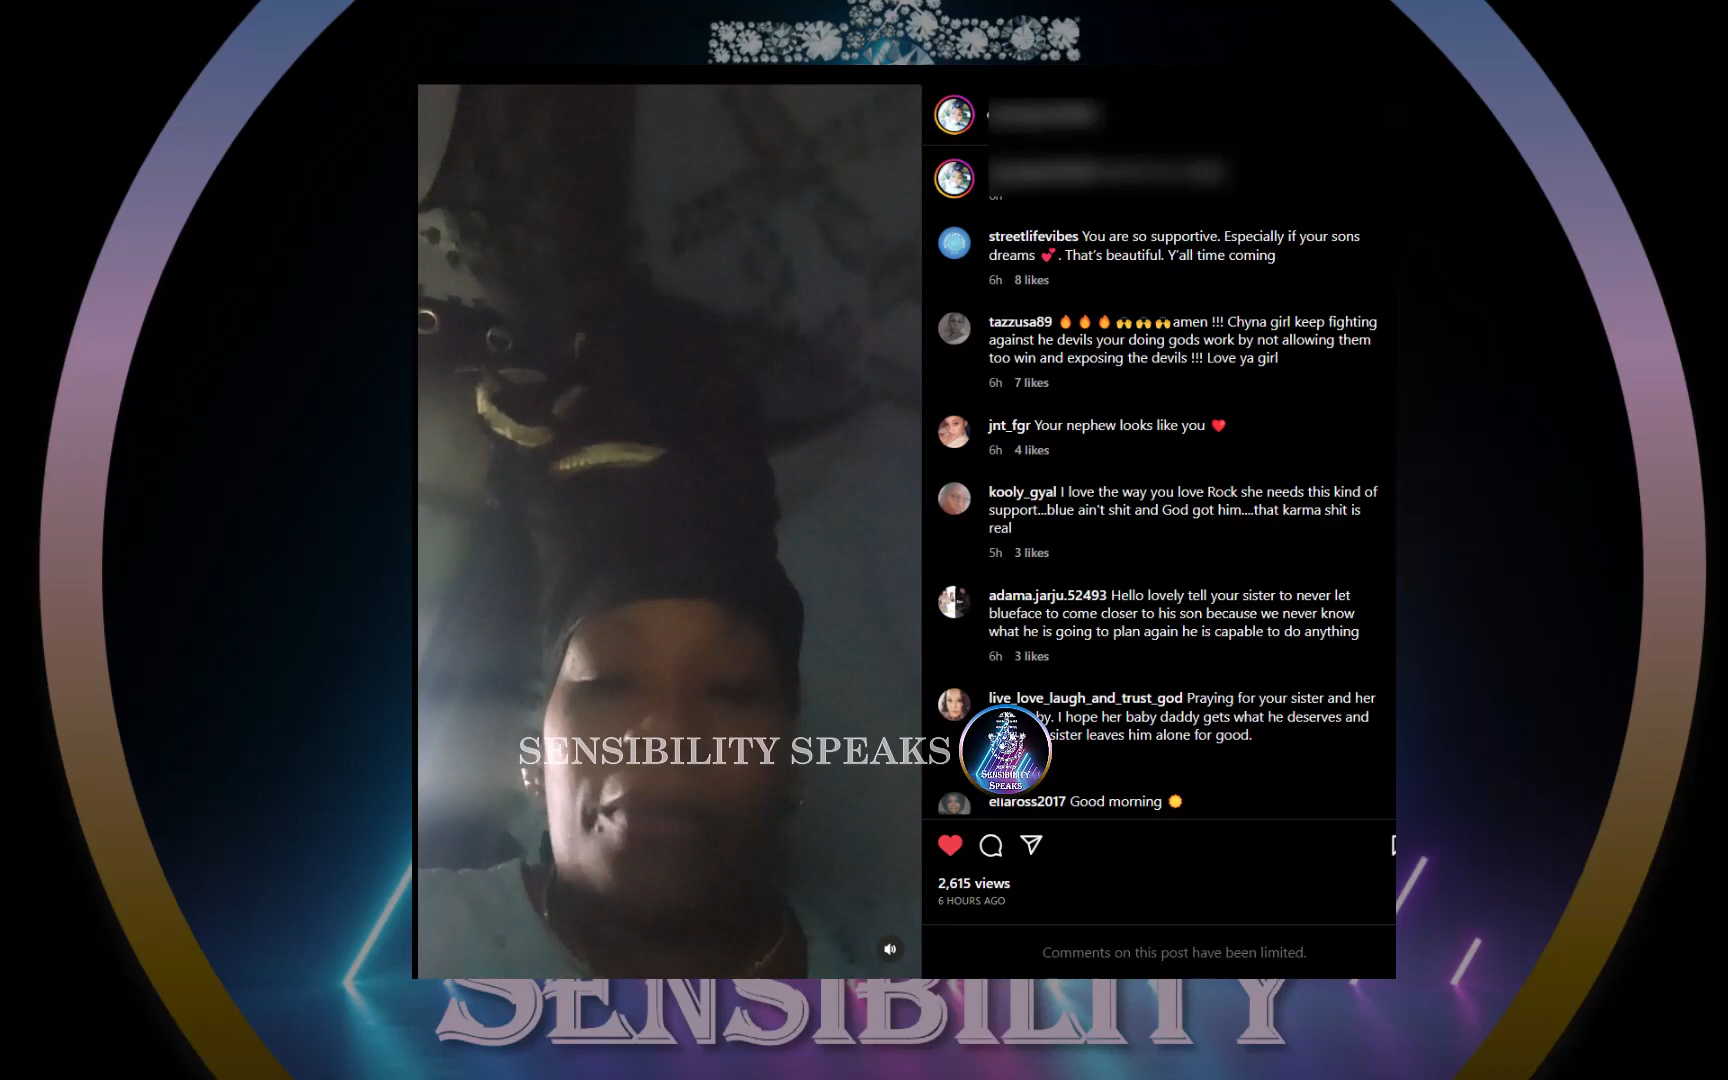 streetlifevibes You are so supportive. Especially if your sons
dreams 💕. That's beautiful. Y'all time coming
6h 8 likes
tazzusa89 🔥🔥🔥🙌🙌🙌amen !!! Chyna girl keep fighting
against he devils your doing gods work by not allowing them
too win and exposing the devils !!! Love ya girl
6h 7 likes
jnt_fgr Your nephew looks like you ❤️
6h 4 likes
kooly_gyal I love the way you love Rock she needs this kind of
support...blue ain't shit and God got him....that karma shit is
real
5h 3 likes
adama.jarju.52493 Hello lovely tell your sister to never let
blueface to come closer to his son because we never know
what he is going to plan again he is capable to do anything
6h 3 likes
live_love_laugh_and_trust_god Praying for your sister and her
by. I hope her baby daddy gets what he deserves and
sister leaves him alone for good.
SENSIBILITY SPEAKS
SENSIBILITY
SPEAKS
ellaross2017 Good morning 🌞
2,615 views
6 HOURS AGO
Comments on this post have been limited.
SENSIBILITY